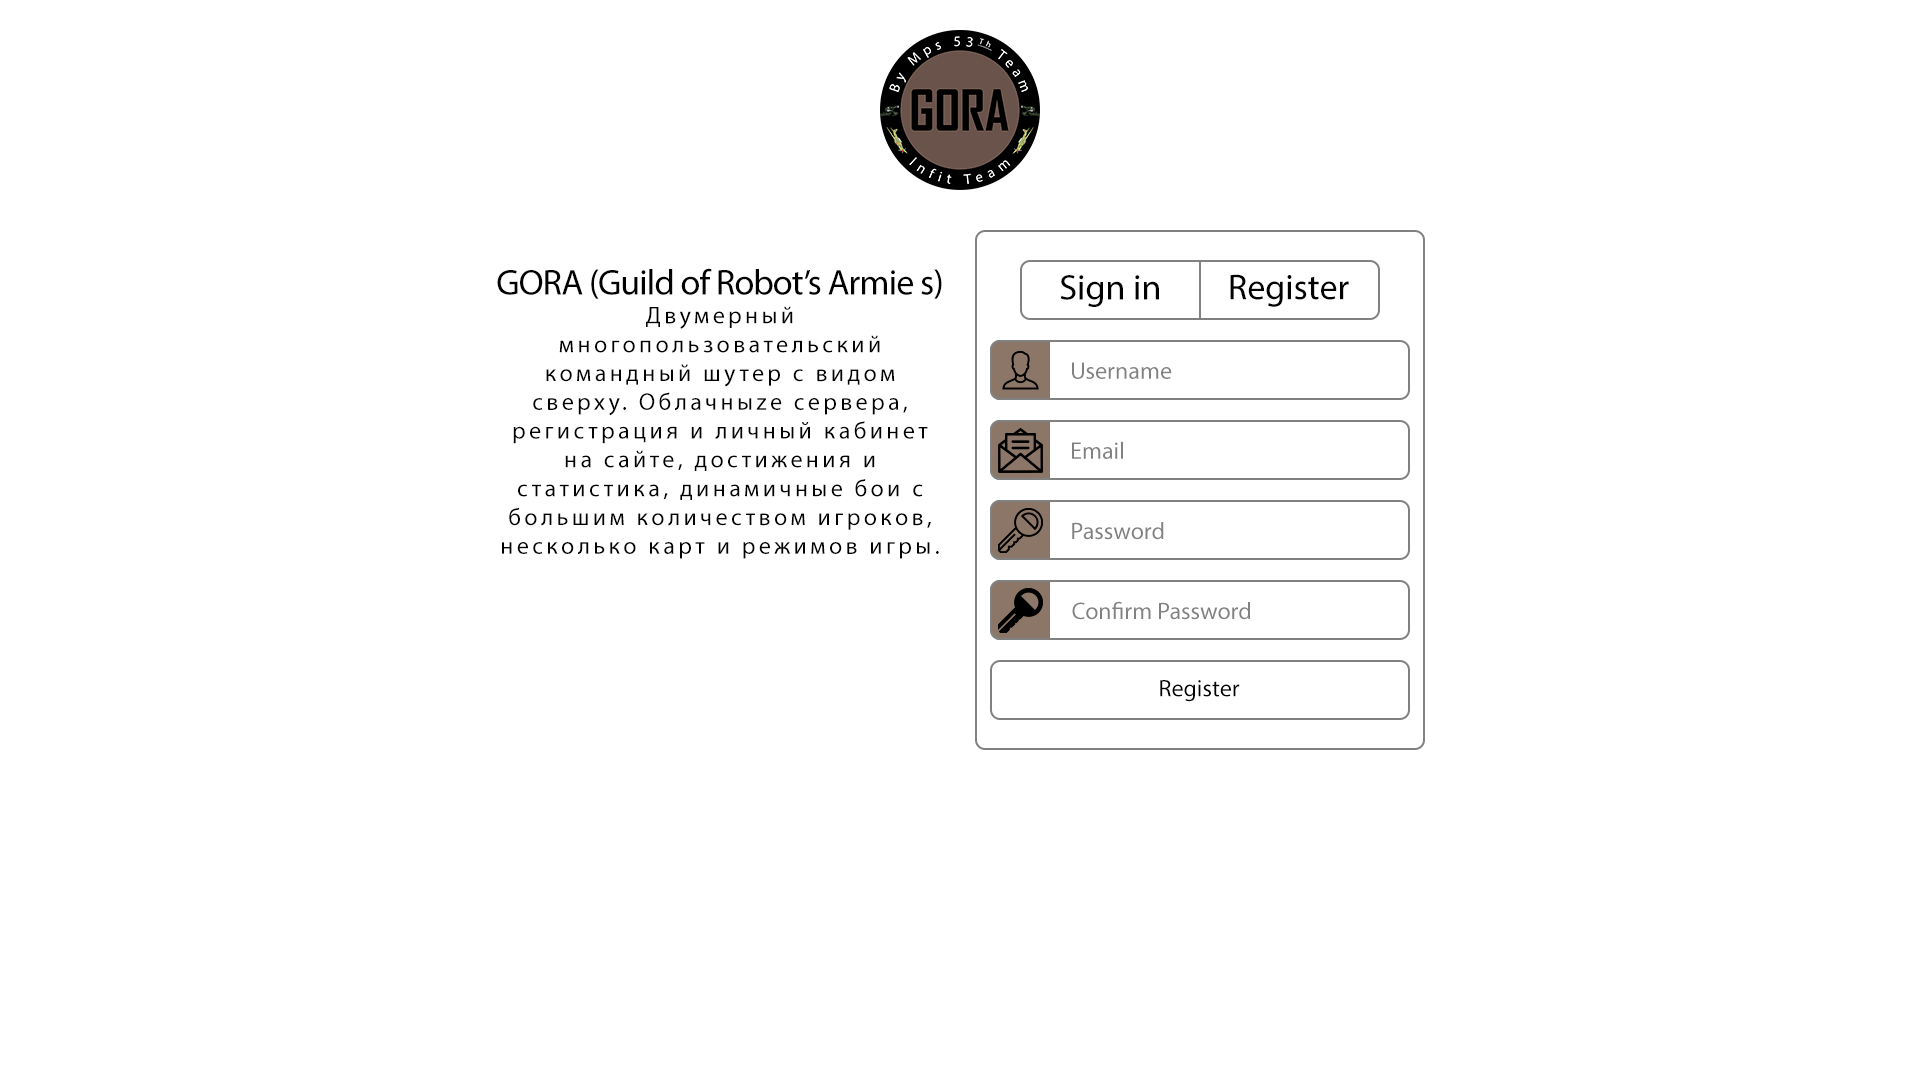 By Mps 53Th Team
GORA
Infit Team
GORA (Guild of Robot’s Armie s)
Двумерный
многопользовательский
командный шутер с видом
сверху. Облачныzе сервера,
регистрация и личный кабинет
на сайте, достижения и
статистика, динамичные бои с
большим количеством игроков,
несколько карт и режимов игры.
Sign in
Register
Username
Email
Password
Confirm Password
Register